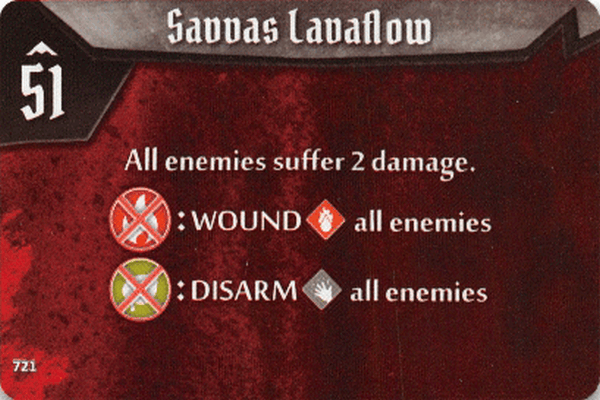 Savvas Lavaflow
51
All enemies suffer 2 damage.
: WOUND all enemies
: DISARM all enemies
721